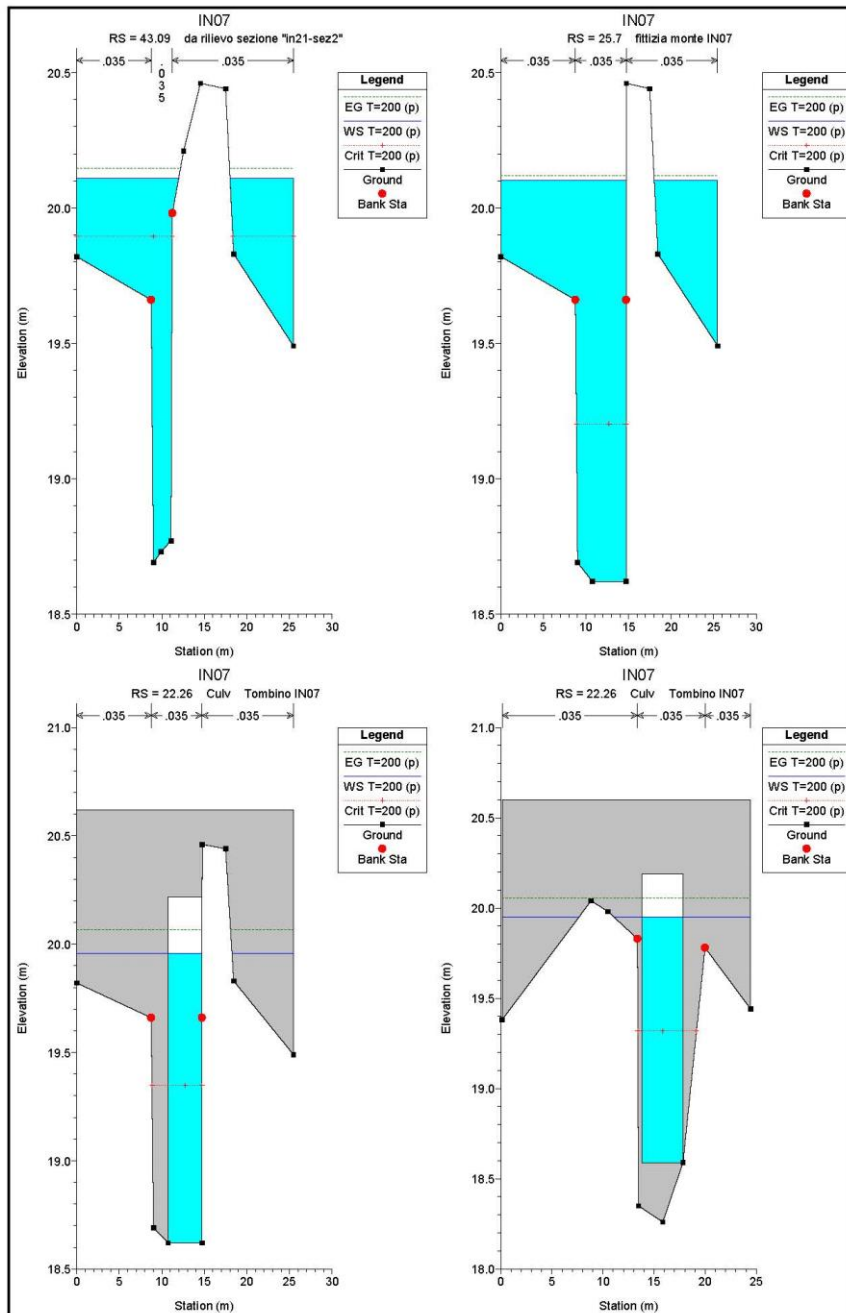 IN07
RS = 43.09 da rilievo sezione "in21-sez2"
.035
.035
.035
Legend
EG T=200 (p)
WS T=200 (p)
Crit T=200 (p)
Ground
Bank Sta
Elevation (m)
20.5
20.0
19.5
19.0
18.5
0 5 10 15 20 25 30
Station (m)
IN07
RS = 25.7 fittizia monte IN07
.035 .035 .035
Legend
EG T=200 (p)
WS T=200 (p)
Crit T=200 (p)
Ground
Bank Sta
Elevation (m)
20.5
20.0
19.5
19.0
18.5
0 5 10 15 20 25 30
Station (m)
IN07
RS = 22.26 Culv Tombino IN07
.035 .035 .035
Legend
EG T=200 (p)
WS T=200 (p)
Crit T=200 (p)
Ground
Bank Sta
Elevation (m)
21.0
20.5
20.0
19.5
19.0
18.5
0 5 10 15 20 25 30
Station (m)
IN07
RS = 22.26 Culv Tombino IN07
.035 .035 .035
Legend
EG T=200 (p)
WS T=200 (p)
Crit T=200 (p)
Ground
Bank Sta
Elevation (m)
21.0
20.5
20.0
19.5
19.0
18.5
18.0
0 5 10 15 20 25
Station (m)